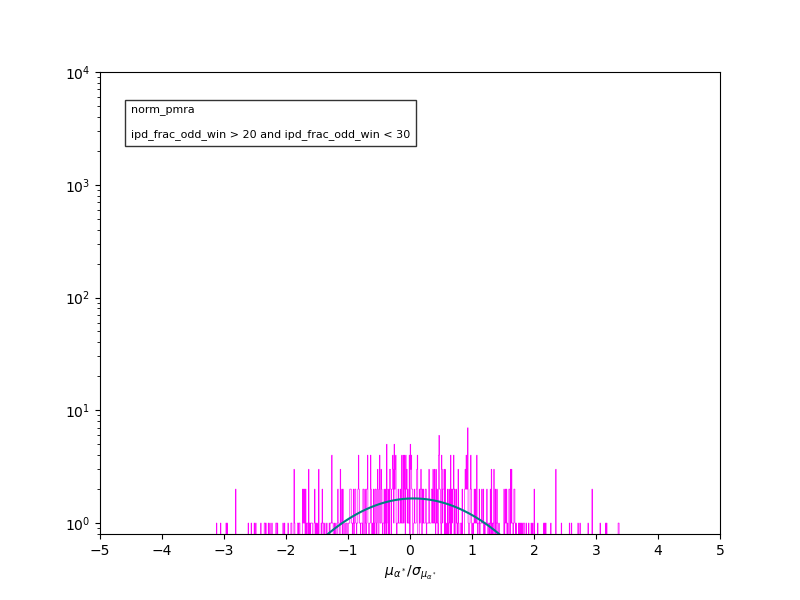 10⁴
norm_pmra
ipd_frac_odd_win > 20 and ipd_frac_odd_win < 30
10³
10²
10¹
10⁰
−5 −4 −3 −2 −1 0 1 2 3 4 5
μα*/σμα*